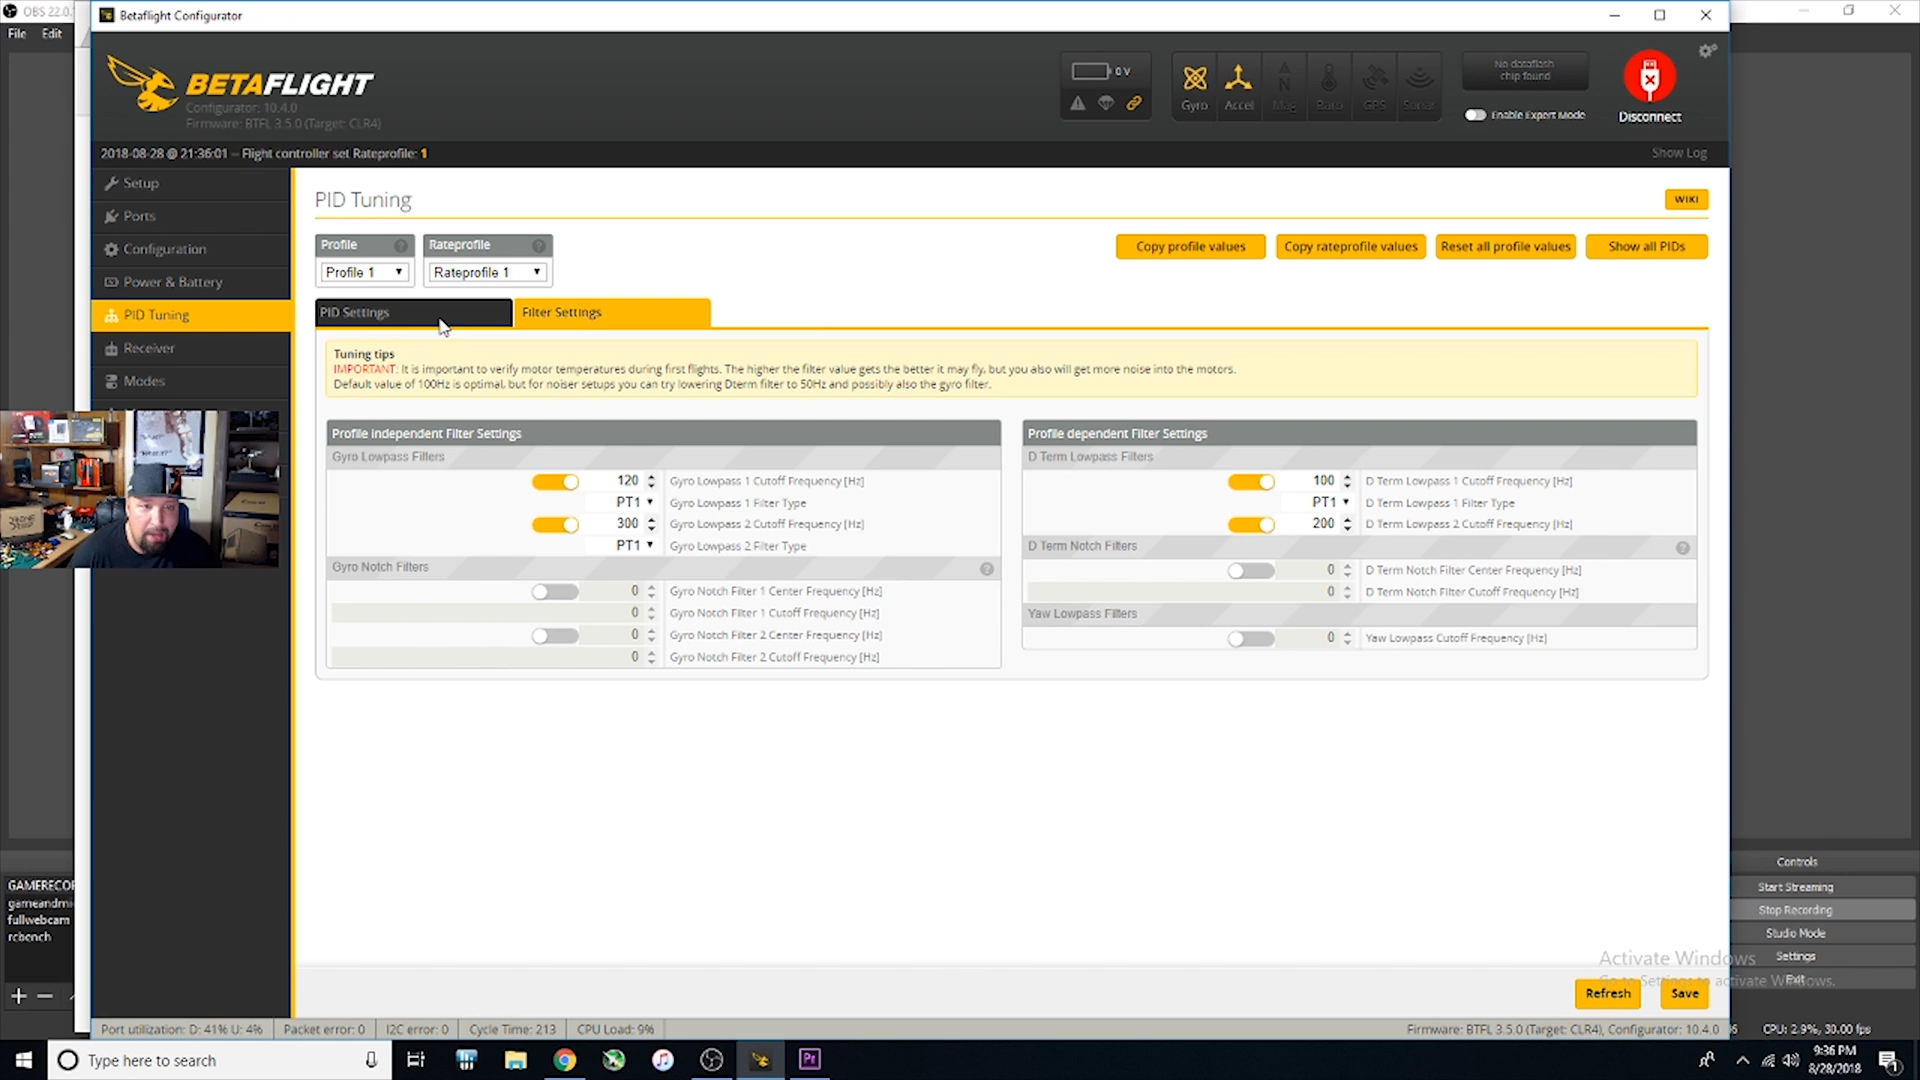 OBS 22.0.
Betaflight Configurator
File Edit
BETAFLIGHT
Configurator: 10.4.0
Firmware: BTFL 3.5.0 (Target: CLR4)
0 V
Gyro Accel Mag Baro GPS Sonar
No dataflash
chip found
Enable Expert Mode
Disconnect
2018-08-28 @ 21:36:01 -- Flight controller set Rateprofile: 1
Show Log
Setup
Ports
Configuration
Power & Battery
PID Tuning
Receiver
Modes
PID Tuning
WIKI
Profile
Rateprofile
Profile 1
Rateprofile 1
Copy profile values
Copy rateprofile values
Reset all profile values
Show all PIDs
PID Settings
Filter Settings
Tuning tips
IMPORTANT: It is important to verify motor temperatures during first flights. The higher the filter value gets the better it may fly, but you also will get more noise into the motors.
Default value of 100Hz is optimal, but for noiser setups you can try lowering Dterm filter to 50Hz and possibly also the gyro filter.
Profile independent Filter Settings
Gyro Lowpass Filters
120 Gyro Lowpass 1 Cutoff Frequency [Hz]
PT1 Gyro Lowpass 1 Filter Type
300 Gyro Lowpass 2 Cutoff Frequency [Hz]
PT1 Gyro Lowpass 2 Filter Type
Gyro Notch Filters
0 Gyro Notch Filter 1 Center Frequency [Hz]
0 Gyro Notch Filter 1 Cutoff Frequency [Hz]
0 Gyro Notch Filter 2 Center Frequency [Hz]
0 Gyro Notch Filter 2 Cutoff Frequency [Hz]
Profile dependent Filter Settings
D Term Lowpass Filters
100 D Term Lowpass 1 Cutoff Frequency [Hz]
PT1 D Term Lowpass 1 Filter Type
200 D Term Lowpass 2 Cutoff Frequency [Hz]
D Term Notch Filters
0 D Term Notch Filter Center Frequency [Hz]
0 D Term Notch Filter Cutoff Frequency [Hz]
Yaw Lowpass Filters
0 Yaw Lowpass Cutoff Frequency [Hz]
GAMERECOR
gameandmi
fullwebcam
rcbench
Controls
Start Streaming
Stop Recording
Studio Mode
Settings
Exit
Activate Windows
Go to Settings to activate Windows.
Refresh
Save
Port utilization: D: 41% U: 4%
Packet error: 0
I2C error: 0
Cycle Time: 213
CPU Load: 9%
Firmware: BTFL 3.5.0 (Target: CLR4), Configurator: 10.4.0
CPU: 2.9%, 30.00 fps
Type here to search
Pr
9:36 PM
8/28/2018
1